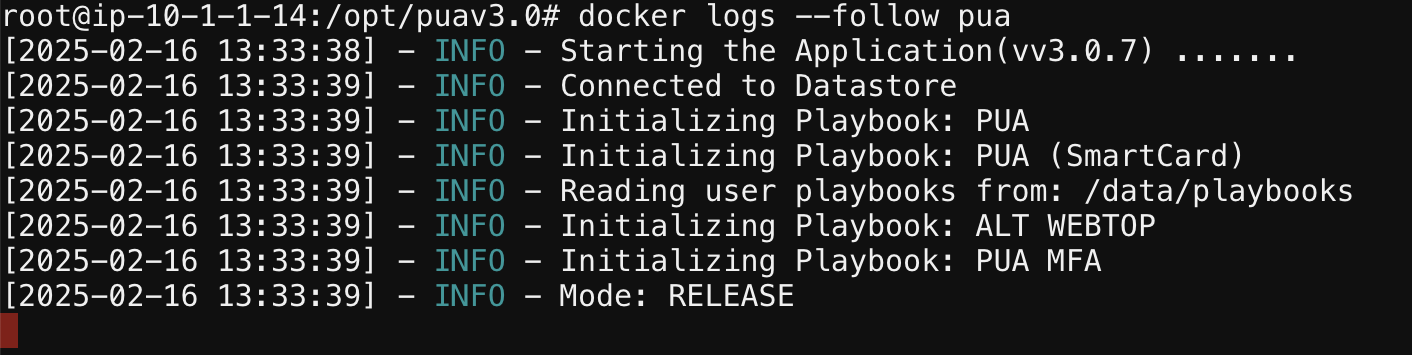 root@ip-10-1-1-14:/opt/puav3.0# docker logs --follow pua
[2025-02-16 13:33:38] - INFO - Starting the Application(vv3.0.7) .......
[2025-02-16 13:33:39] - INFO - Connected to Datastore
[2025-02-16 13:33:39] - INFO - Initializing Playbook: PUA
[2025-02-16 13:33:39] - INFO - Initializing Playbook: PUA (SmartCard)
[2025-02-16 13:33:39] - INFO - Reading user playbooks from: /data/playbooks
[2025-02-16 13:33:39] - INFO - Initializing Playbook: ALT WEBTOP
[2025-02-16 13:33:39] - INFO - Initializing Playbook: PUA MFA
[2025-02-16 13:33:39] - INFO - Mode: RELEASE